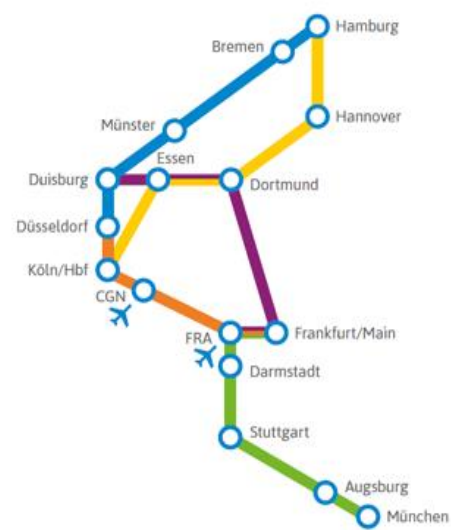 Hamburg
Bremen
Hannover
Münster
Essen
Duisburg
Dortmund
Düsseldorf
Köln/Hbf
CGN
FRA
Frankfurt/Main
Darmstadt
Stuttgart
Augsburg
München